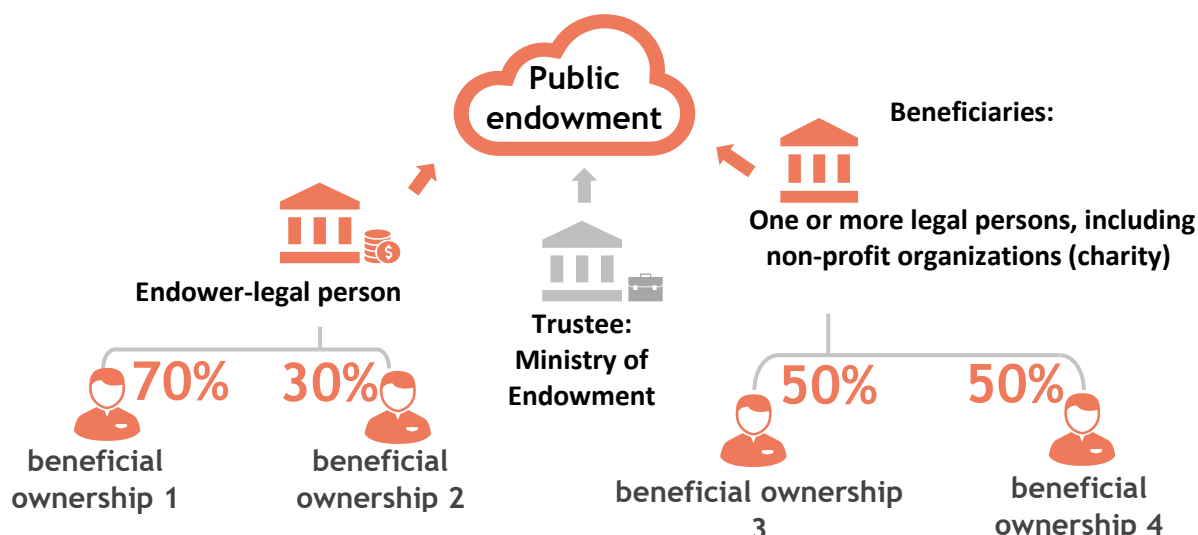 Public
endowment
Beneficiaries:
One or more legal persons, including
non-profit organizations (charity)
Endower-legal person
Trustee:
Ministry of
Endowment
70%
30%
50%
50%
beneficial
ownership 1
beneficial
ownership 2
beneficial ownership
3
beneficial
ownership 4
$